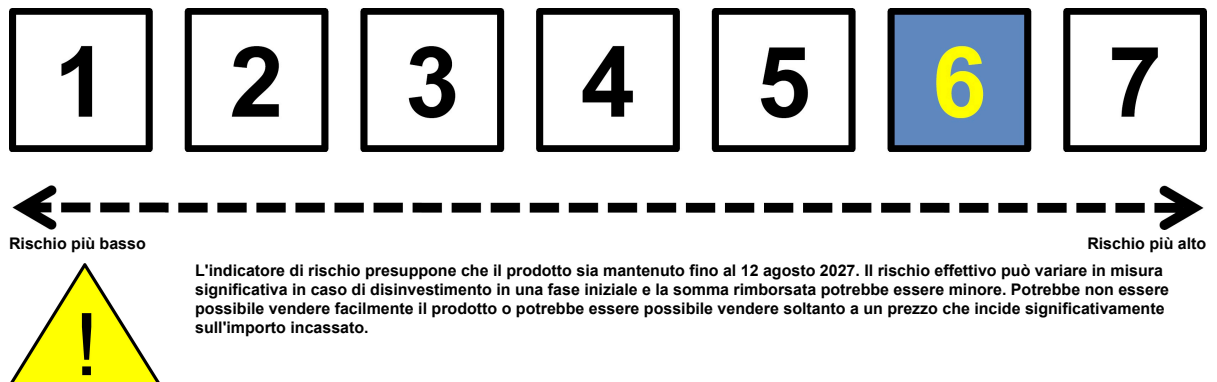 1 2 3 4 5 6 7
Rischio più basso Rischio più alto
L'indicatore di rischio presuppone che il prodotto sia mantenuto fino al 12 agosto 2027. Il rischio effettivo può variare in misura
significativa in caso di disinvestimento in una fase iniziale e la somma rimborsata potrebbe essere minore. Potrebbe non essere
possibile vendere facilmente il prodotto o potrebbe essere possibile vendere soltanto a un prezzo che incide significativamente
sull'importo incassato.
!